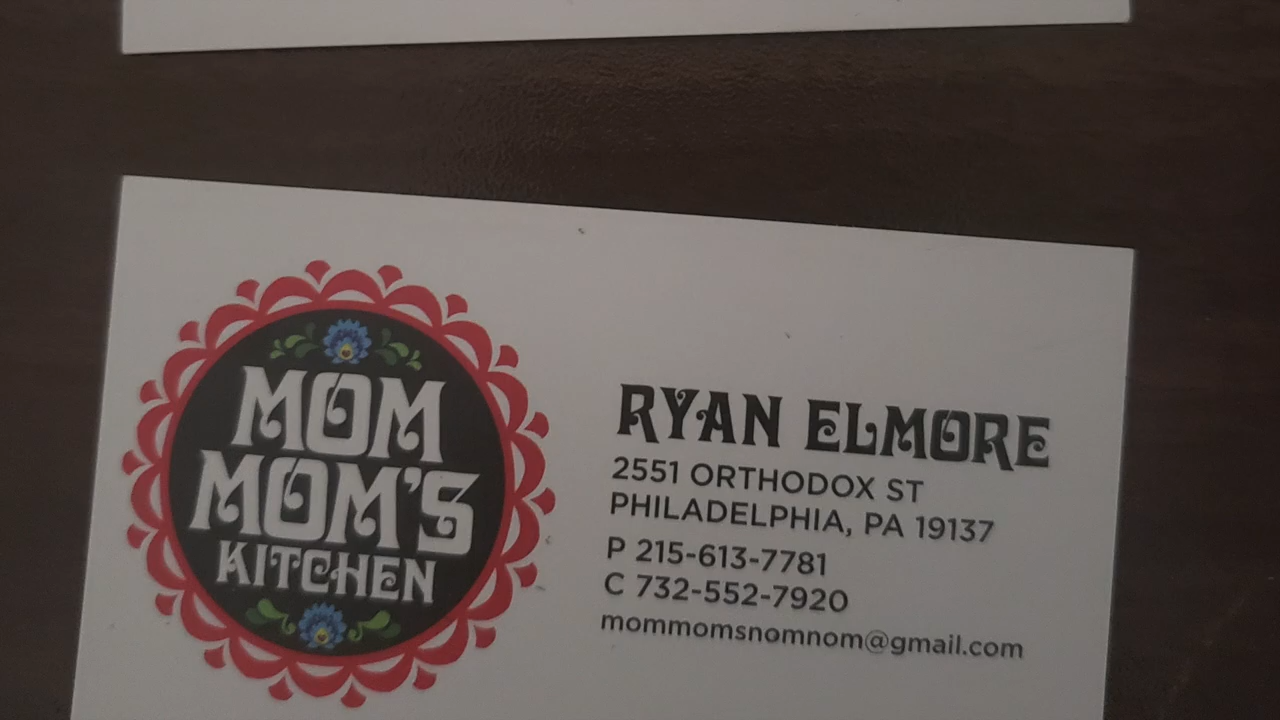 MOM
MOM'S
KITCHEN
RYAN ELMORE
2551 ORTHODOX ST
PHILADELPHIA, PA 19137
P 215-613-7781
C 732-552-7920
mommomsnomnom@gmail.com